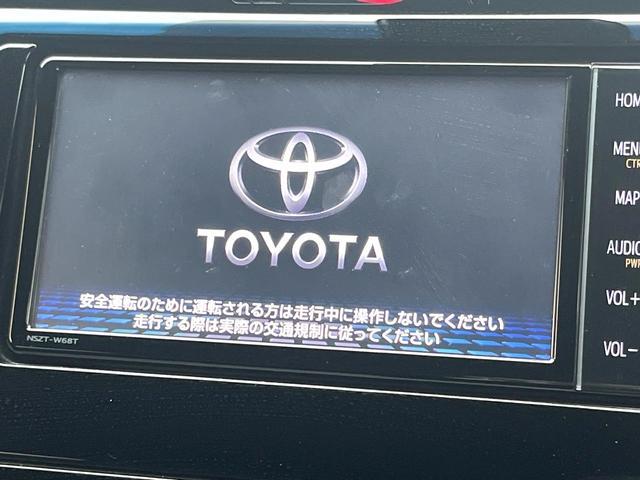 TOYOTA
安全運転のために運転される方は走行中に操作しないでください
走行する際は実際の交通規制に従ってください
NSZT-W68T
HOM
MENU
CTR
MAP
AUDIO
PWR
VOL+
VOL-